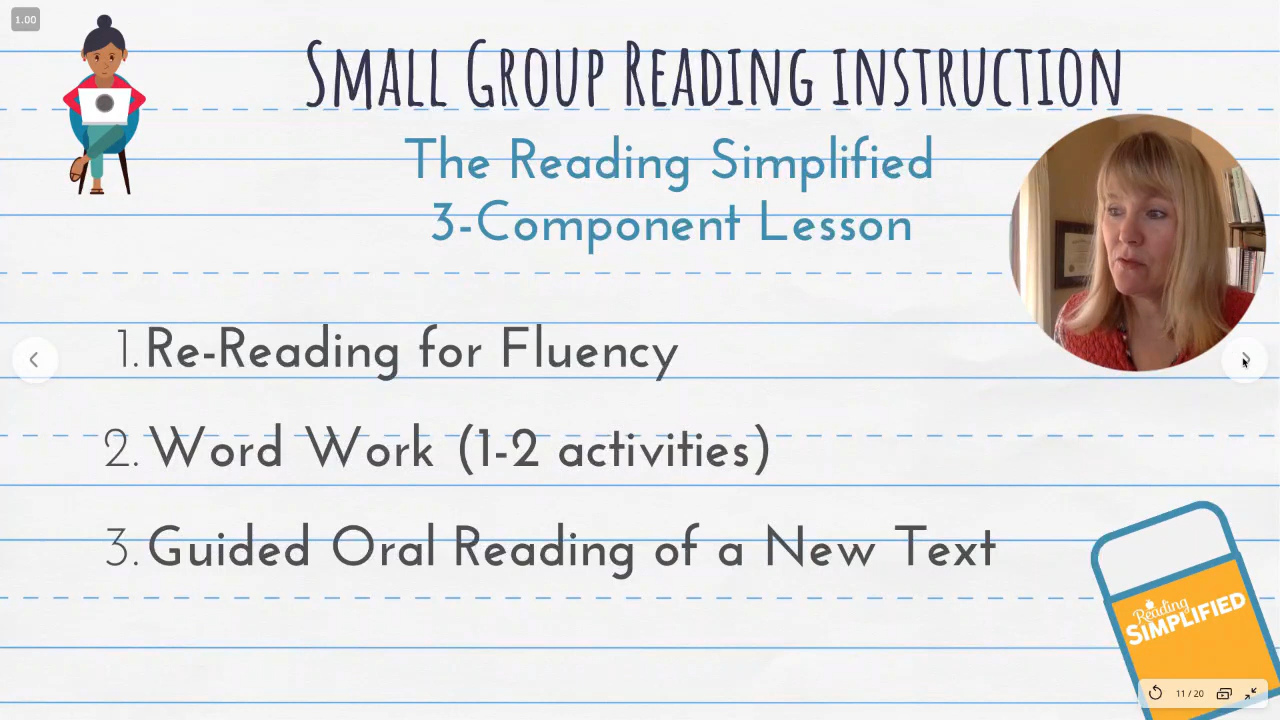 1.00
Small Group Reading instruction
The Reading Simplified
3-Component Lesson
1. Re-Reading for Fluency
2. Word Work (1-2 activities)
3. Guided Oral Reading of a New Text
Reading
SIMPLIFIED
11 / 20